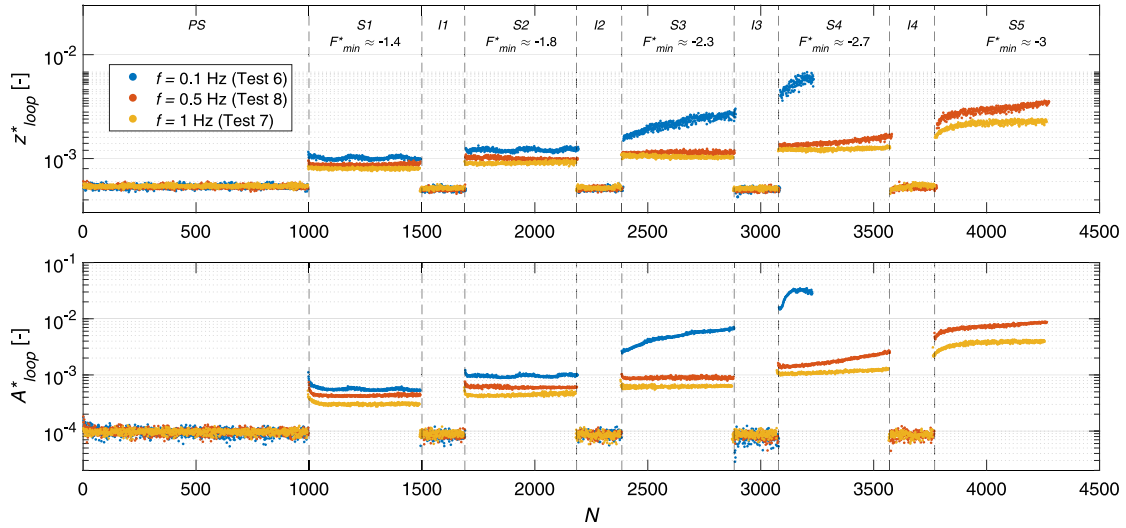 PS S1 I1 S2 I2 S3 I3 S4 I4 S5
F*min ≈ -1.4 F*min ≈ -1.8 F*min ≈ -2.3 F*min ≈ -2.7 F*min ≈ -3
10-2
f = 0.1 Hz (Test 6)
f = 0.5 Hz (Test 8)
f = 1 Hz (Test 7)
z*loop [-]
10-3
0 500 1000 1500 2000 2500 3000 3500 4000 4500
10-1
10-2
A*loop [-]
10-3
10-4
0 500 1000 1500 2000 2500 3000 3500 4000 4500
N